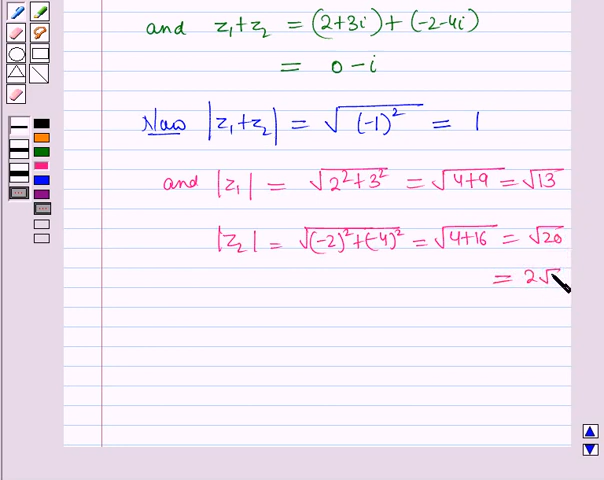 and z₁+z₂ = (2+3i)+(-2-4i)
= 0-i
Now |z₁+z₂| = √(-1)² = 1
and |z₁| = √2²+3² = √4+9 = √13
|z₂| = √(-2)²+(-4)² = √4+16 = √20
= 2√